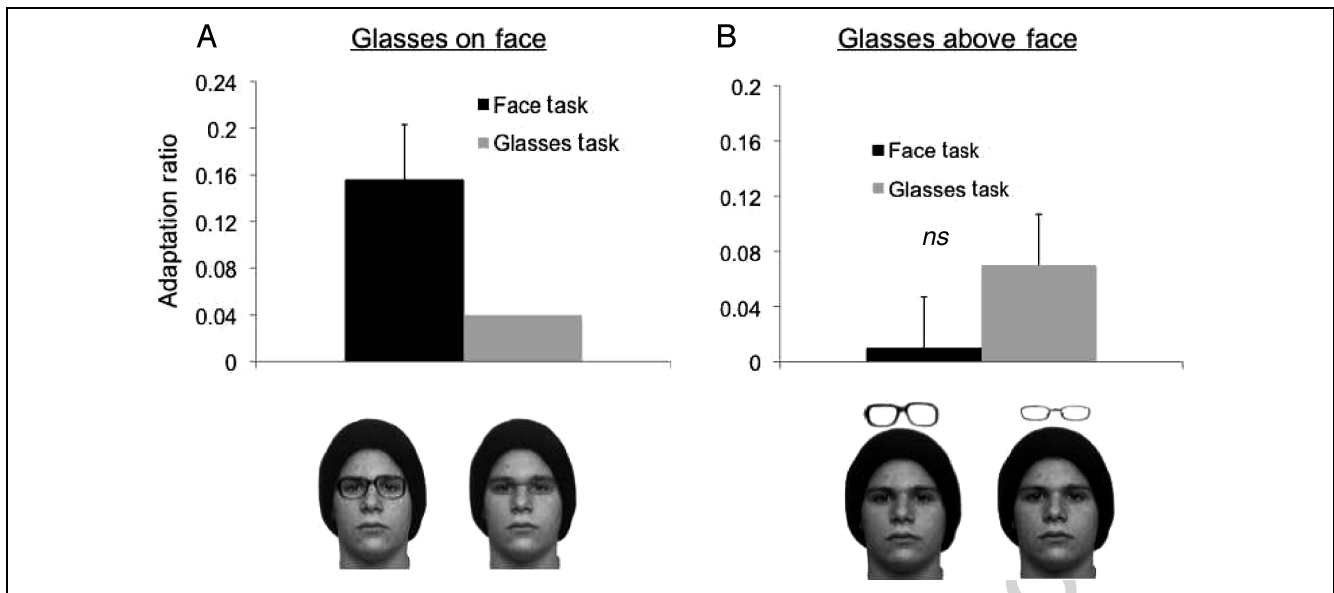 A
Glasses on face
Adaptation ratio
0.24
0.2
0.16
0.12
0.08
0.04
0
Face task
Glasses task
B
Glasses above face
0.2
0.16
0.12
0.08
0.04
0
Face task
Glasses task
ns